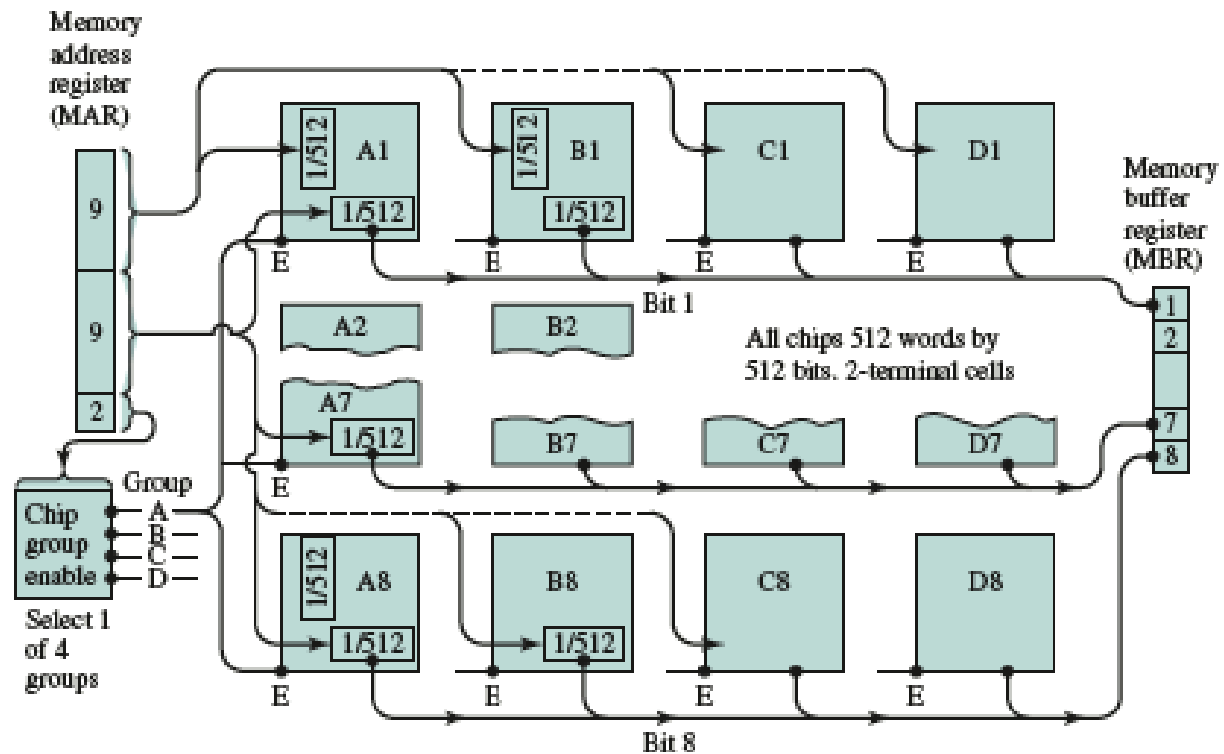 Memory
address
register
(MAR)
9
9
2
1/512
A1
1/512
E
1/512
B1
1/512
E
C1
E
D1
E
Memory
buffer
register
(MBR)
1
2
7
8
Bit 1
A2
B2
All chips 512 words by
512 bits. 2-terminal cells
A7
1/512
E
B7
C7
D7
Group
A
B
C
D
Chip
group
enable
Select 1
of 4
groups
1/512
A8
1/512
E
B8
1/512
E
C8
E
D8
E
Bit 8